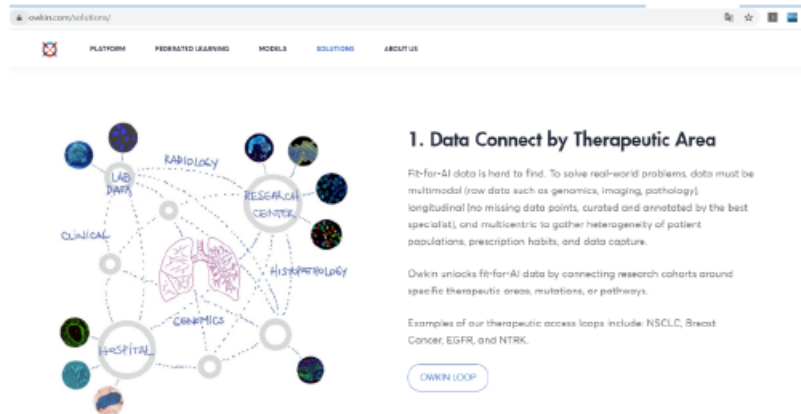 owkin.com/solutions/
PLATFORM FEDERATED LEARNING MODELS SOLUTIONS ABOUT US
1. Data Connect by Therapeutic Area
Fit-for-AI data is hard to find. To solve real-world problems, data must be
multimodal (raw data such as genomics, imaging, pathology),
longitudinal (no missing data points, curated and annotated by the best
specialist), and multicentric to gather heterogeneity of patient
populations, prescription habits, and data capture.
Owkin unlocks fit-for-AI data by connecting research cohorts around
specific therapeutic areas, mutations, or pathways.
Examples of our therapeutic access loops include: NSCLC, Breast
Cancer, EGFR, and NTRK.
OWKIN LOOP
RADIOLOGY
LAB
DATA
RESEARCH
CENTER
CLINICAL
HISTOPATHOLOGY
GENOMICS
HOSPITAL